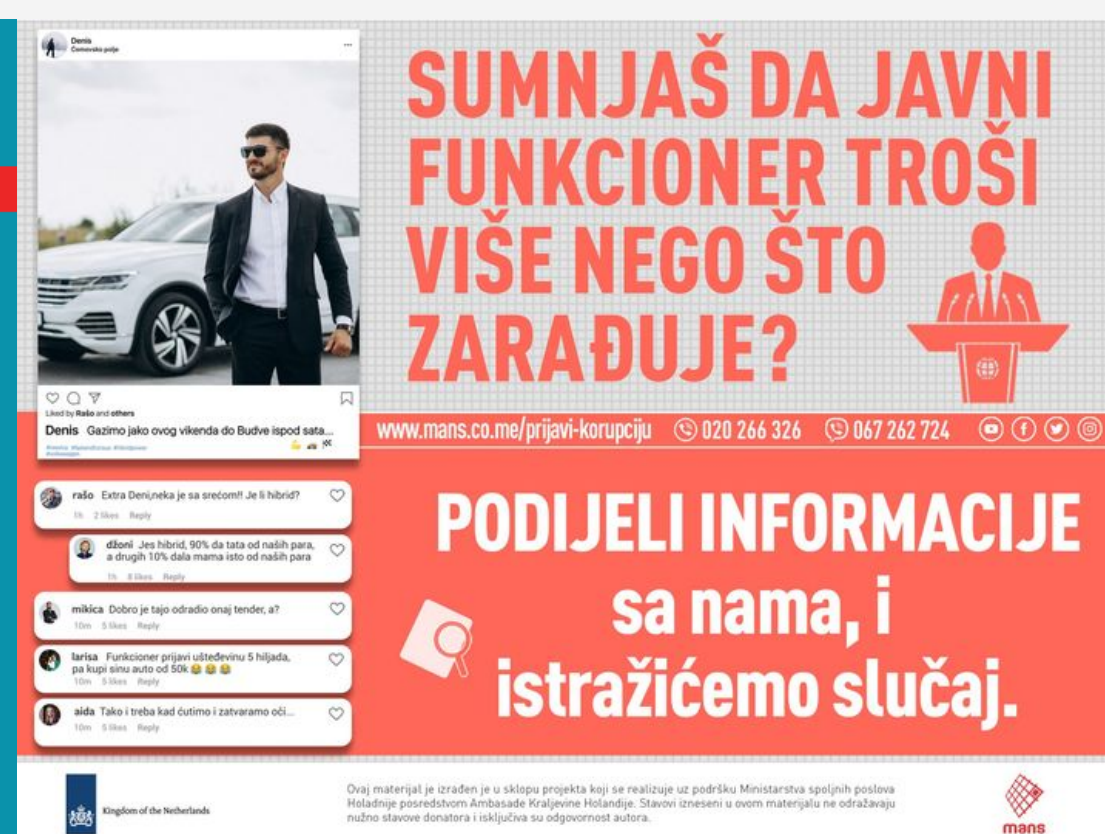 Denis
Ćemovsko polje
SUMNJAŠ DA JAVNI
FUNKCIONER TROŠI
VIŠE NEGO ŠTO
ZARAĐUJE?
Liked by Rašo and others
Denis Gazimo jako ovog vikenda do Budve ispod sata...
www.mans.co.me/prijavi-korupciju 020 266 326 067 262 724
rašo Extra Deni,neka je sa srećom!! Je li hibrid?
1h 2 likes Reply
džoni Jes hibrid, 90% da tata od naših para,
a drugih 10% dala mama isto od naših para
1h 8 likes Reply
mikica Dobro je tajo odradio onaj tender, a?
10m 5 likes Reply
larisa Funkcioner prijavi ušteđevinu 5 hiljada,
pa kupi sinu auto od 50k 😂 😂 😂
10m 5 likes Reply
aida Tako i treba kad ćutimo i zatvaramo oči...
10m 5 likes Reply
PODIJELI INFORMACIJE
sa nama, i
istražićemo slučaj.
Kingdom of the Netherlands
Ovaj materijal je izrađen je u sklopu projekta koji se realizuje uz podršku Ministarstva spoljnih poslova
Holadnije posredstvom Ambasade Kraljevine Holandije. Stavovi izneseni u ovom materijalu ne odražavaju
nužno stavove donatora i isključiva su odgovornost autora.
mans